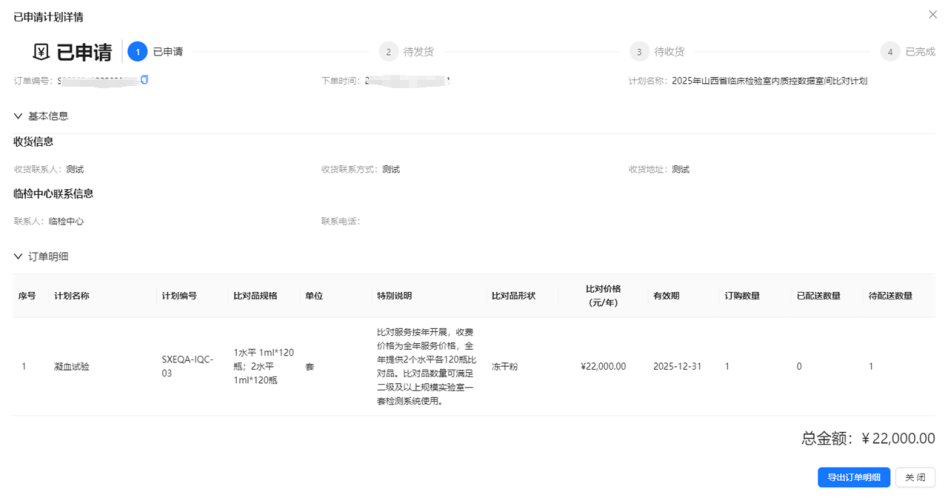 已申请计划详情
已申请 1 已申请 2 待发货 3 待收货 4 已完成
订单编号： 下单时间： 计划名称：2025年山西省临床检验室内质控数据室间比对计划
基本信息
收货信息
收货联系人：测试 收货联系方式：测试 收货地址：测试
临检中心联系信息
联系人：临检中心 联系电话：
订单明细
序号 计划名称 计划编号 比对品规格 单位 特别说明 比对品形状 比对价格（元/年） 有效期 订购数量 已配送数量 待配送数量
1 凝血试验 SXEQA-IQC-03 1水平 1ml*120瓶；2水平 1ml*120瓶 套 比对服务按年开展，收费价格为全年服务价格，全年提供2个水平各120瓶比对品。比对品数量可满足二级及以上规模实验室一套检测系统使用。 冻干粉 ¥22,000.00 2025-12-31 1 0 1
总金额：¥22,000.00
导出订单明细 关闭